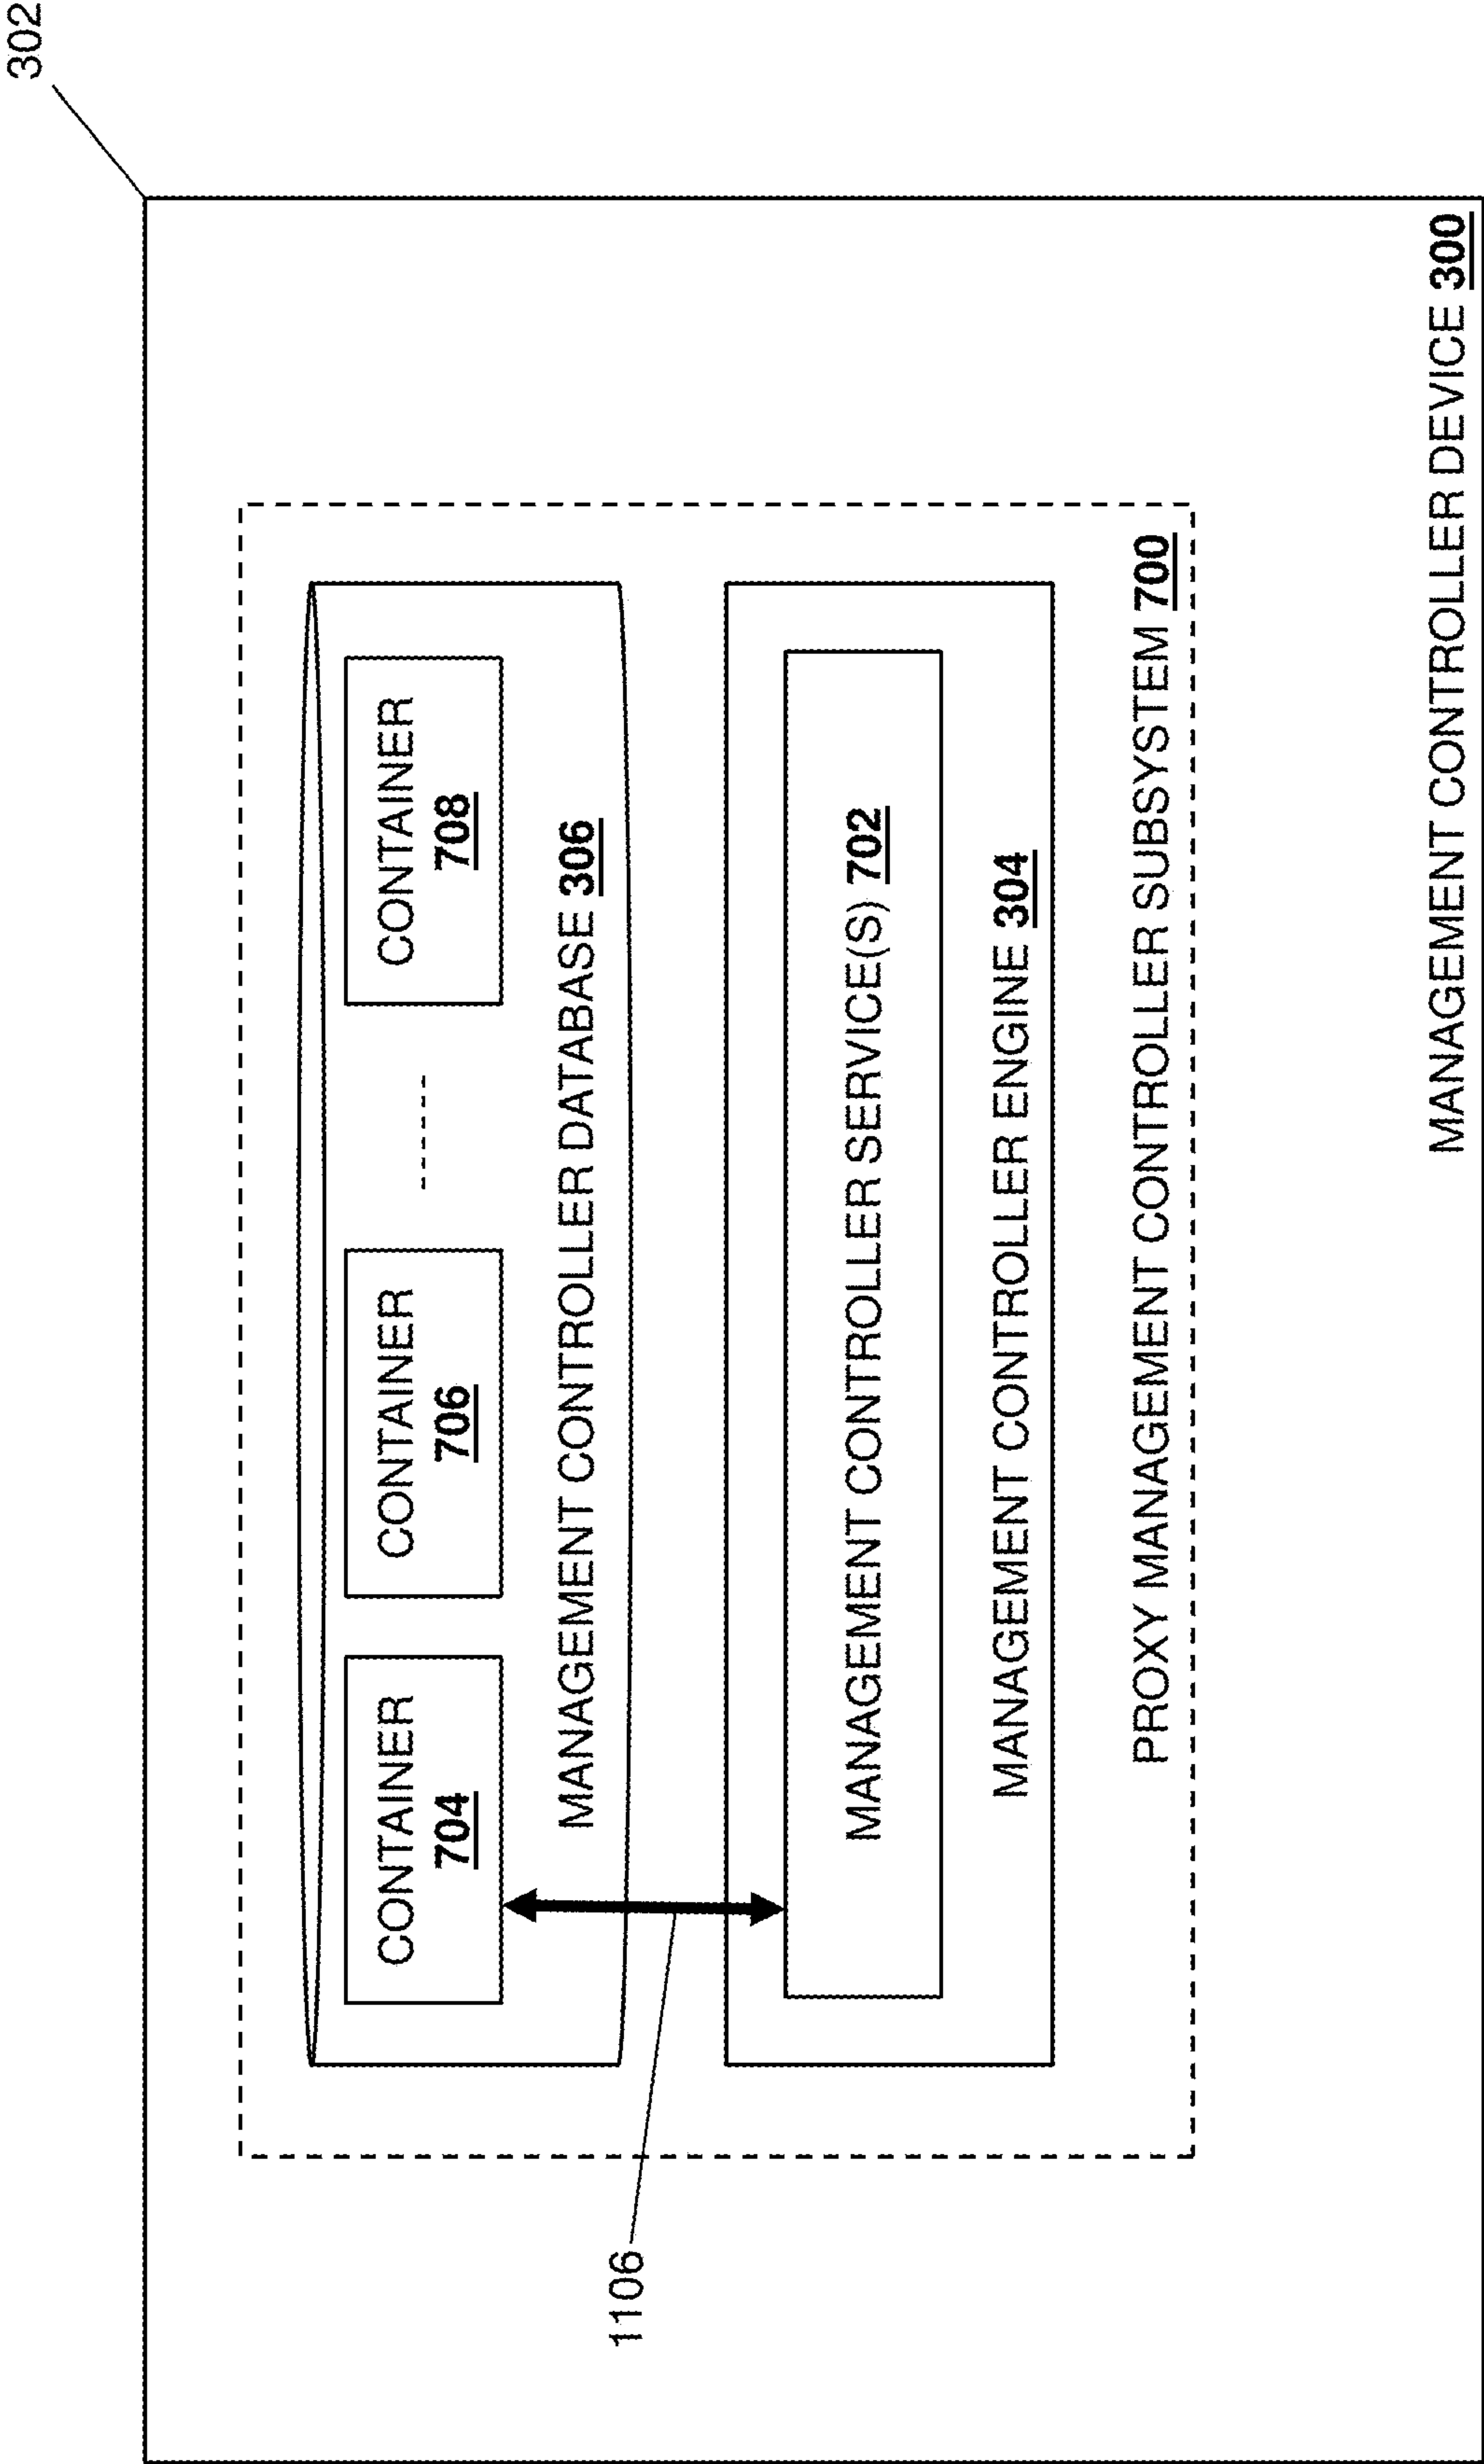 302
CONTAINER
704
CONTAINER
706
CONTAINER
708
MANAGEMENT CONTROLLER DATABASE 306
1106
MANAGEMENT CONTROLLER SERVICE(S) 702
MANAGEMENT CONTROLLER ENGINE 304
PROXY MANAGEMENT CONTROLLER SUBSYSTEM 700
MANAGEMENT CONTROLLER DEVICE 300